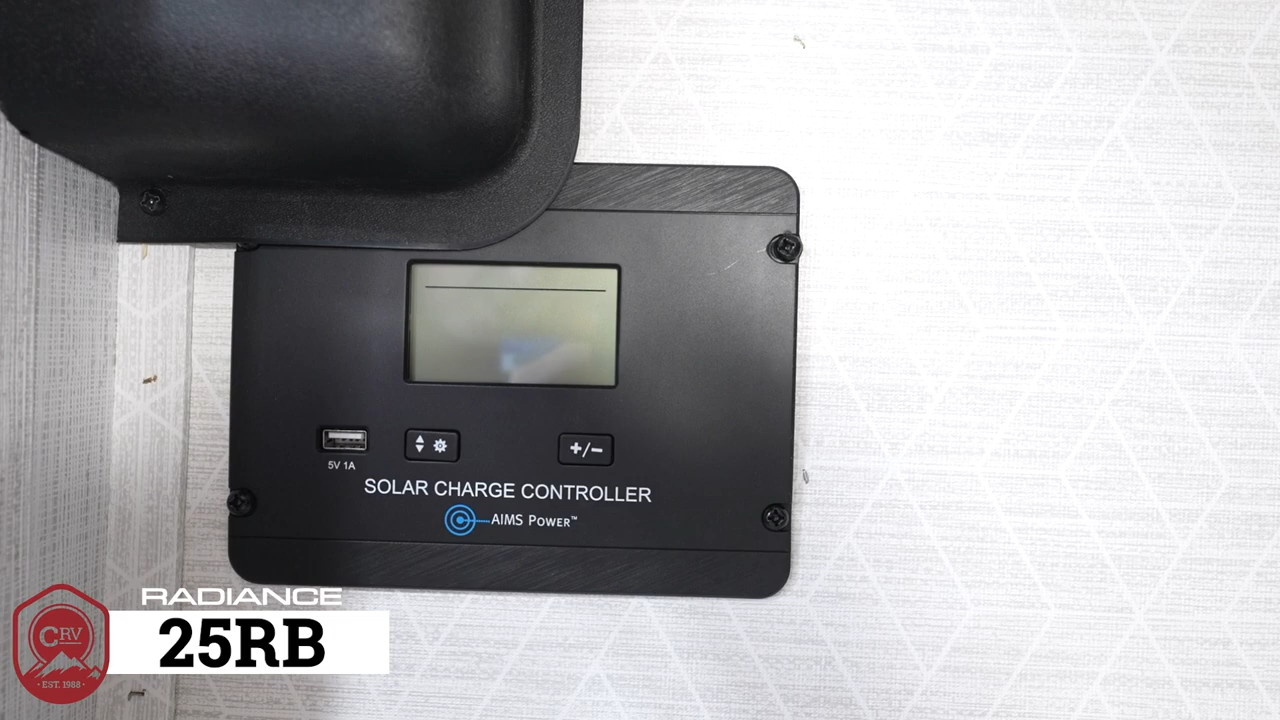 +/−
5V 1A
SOLAR CHARGE CONTROLLER
AIMS POWER™
RADIANCE
25RB
CRV
· EST. 1988 ·